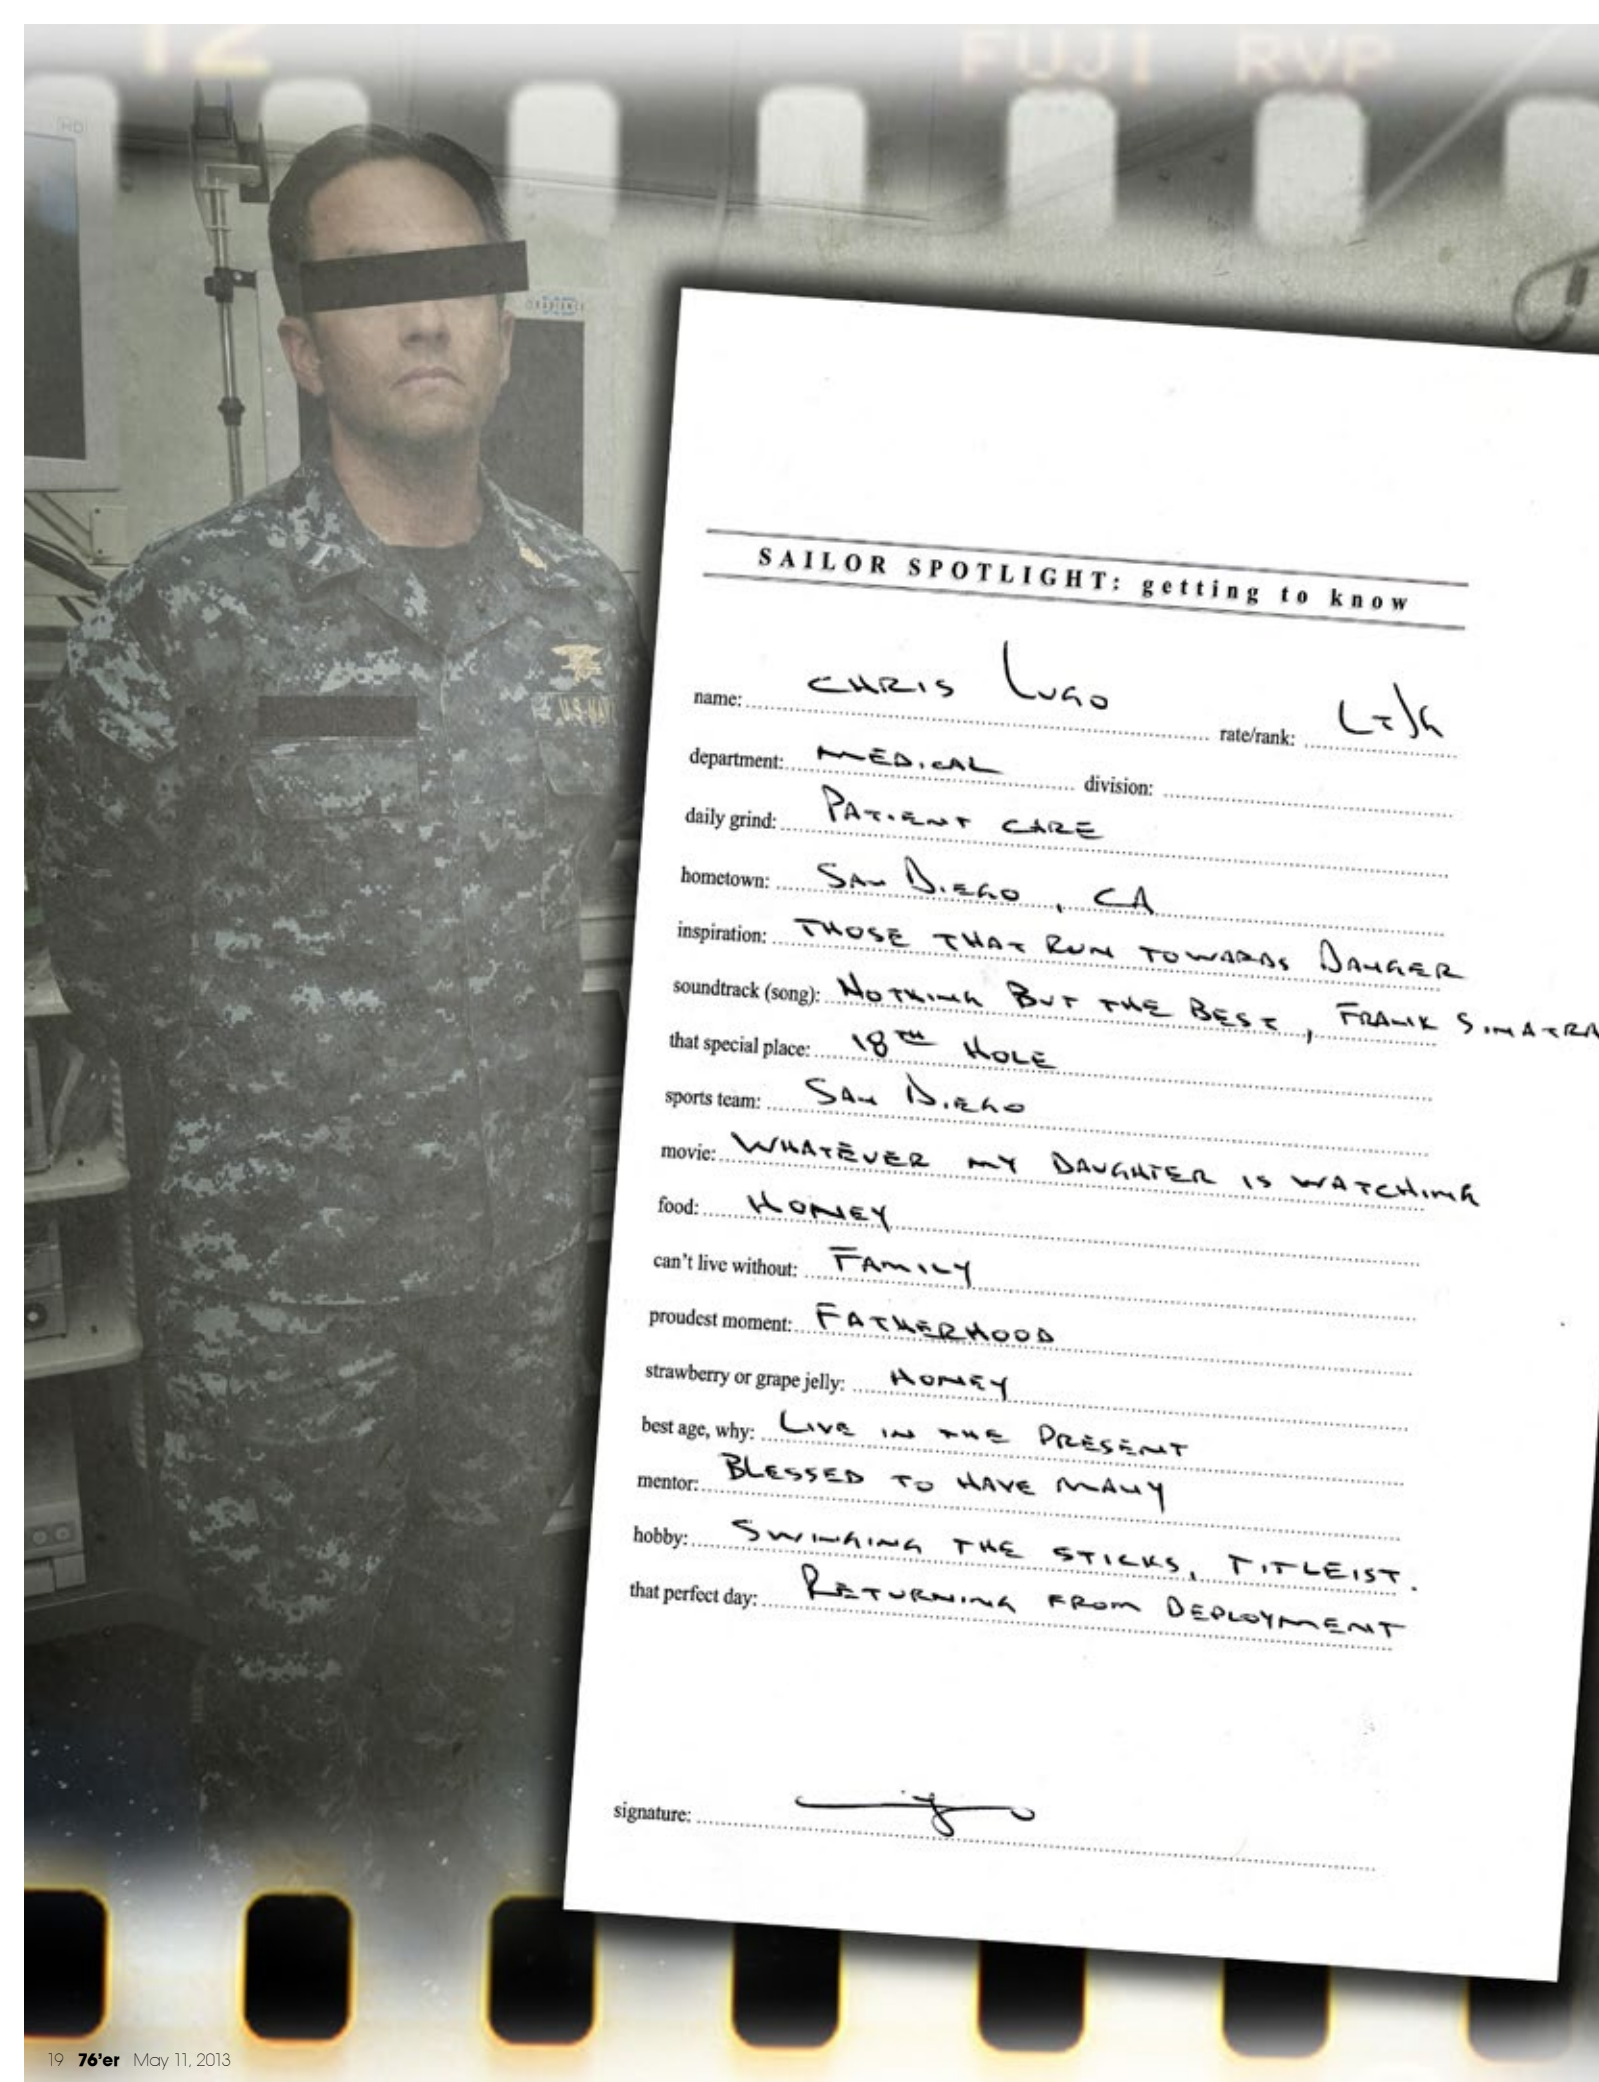 12 FUJI RVP
HD
RADIENCE
U.S. NAVY
SAILOR SPOTLIGHT: getting to know
name: CHRIS LUGO rate/rank: LTJG
department: MEDICAL division:
daily grind: PATIENT CARE
hometown: SAN DIEGO, CA
inspiration: THOSE THAT RUN TOWARDS DANGER
soundtrack (song): NOTHING BUT THE BEST, FRANK SINATRA
that special place: 18TH HOLE
sports team: SAN DIEGO
movie: WHATEVER MY DAUGHTER IS WATCHING
food: HONEY
can't live without: FAMILY
proudest moment: FATHERHOOD
strawberry or grape jelly: HONEY
best age, why: LIVE IN THE PRESENT
mentor: BLESSED TO HAVE MANY
hobby: SWINGING THE STICKS, TITLEIST.
that perfect day: RETURNING FROM DEPLOYMENT
signature:
19 76'er May 11, 2013